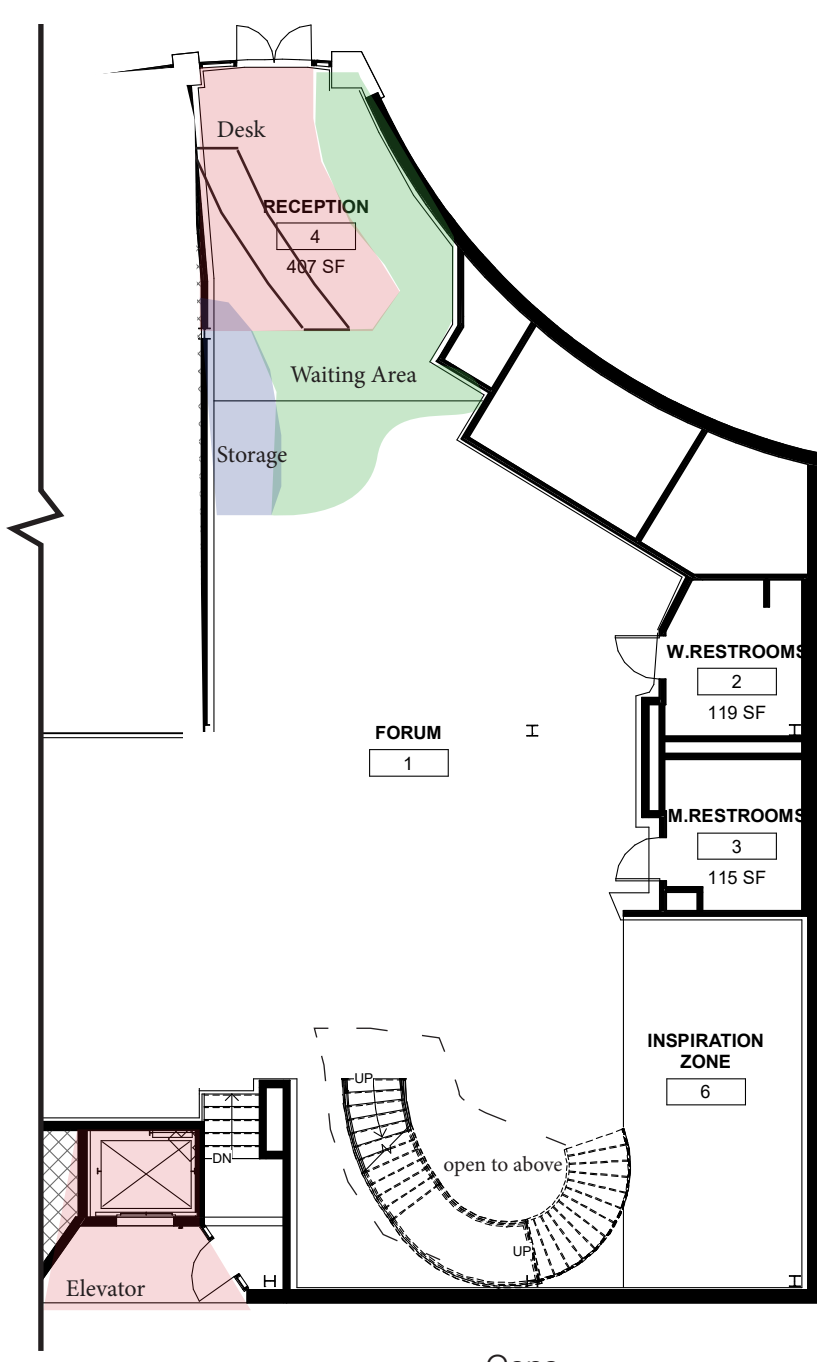 Desk
RECEPTION
4
407 SF
Waiting Area
Storage
W.RESTROOMS
2
119 SF
FORUM
1
M.RESTROOMS
3
115 SF
INSPIRATION
ZONE
6
UP
DN
open to above
UP
Elevator